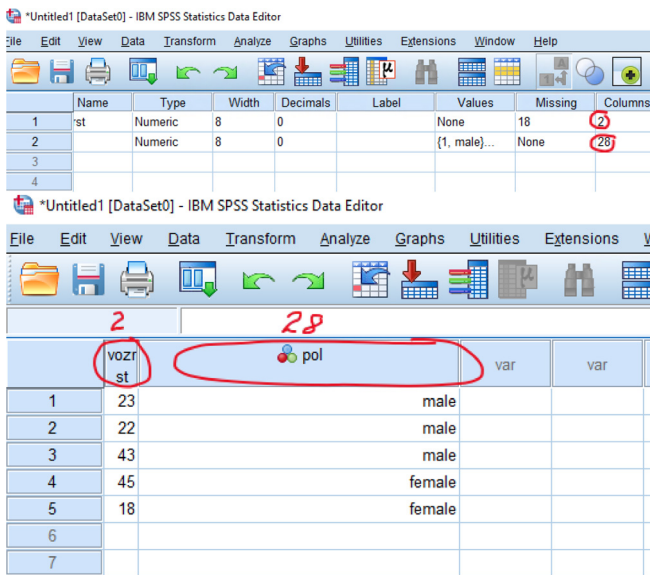 *Untitled1 [DataSet0] - IBM SPSS Statistics Data Editor
File Edit View Data Transform Analyze Graphs Utilities Extensions Window Help
Name Type Width Decimals Label Values Missing Columns
1 rst Numeric 8 0 None 18 2
2 Numeric 8 0 {1, male}... None 28
3
4
*Untitled1 [DataSet0] - IBM SPSS Statistics Data Editor
File Edit View Data Transform Analyze Graphs Utilities Extensions
2 28
vozr
st
pol var var
1 23 male
2 22 male
3 43 male
4 45 female
5 18 female
6
7